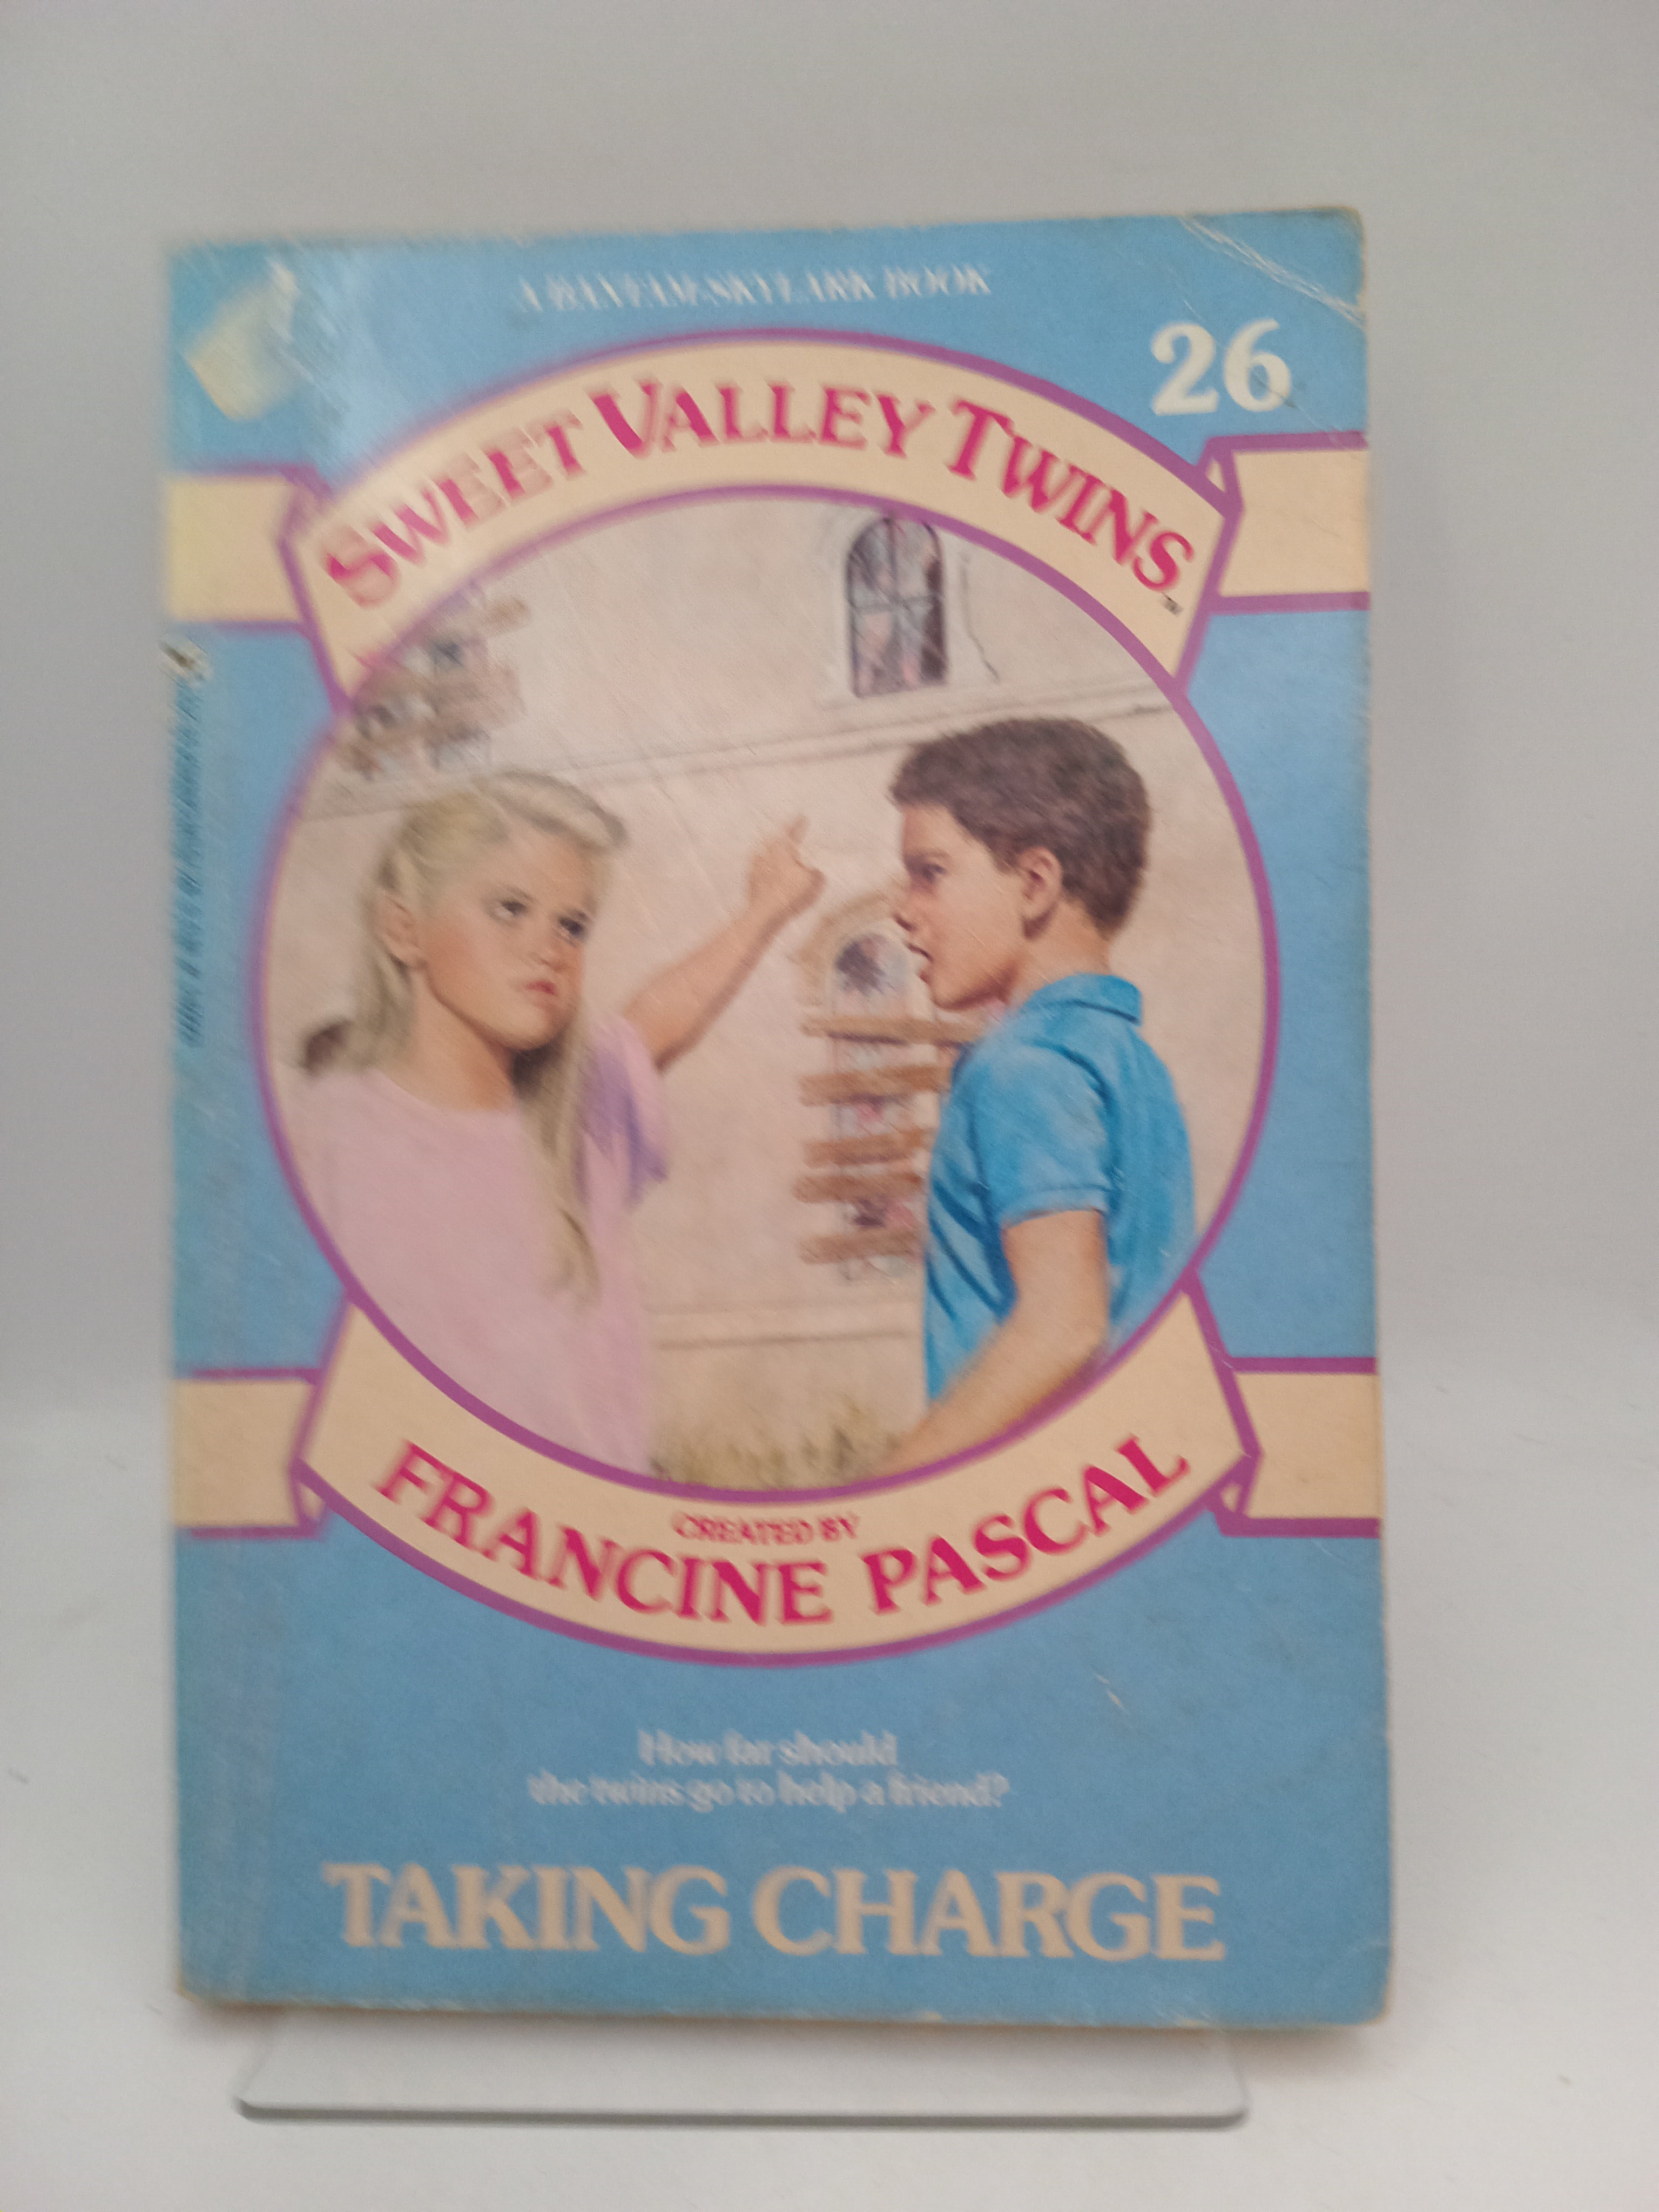 A BANTAM-SKYLARK BOOK
26
SWEET VALLEY TWINS
TM
CREATED BY
FRANCINE PASCAL
How far should
the twins go to help a friend?
TAKING CHARGE